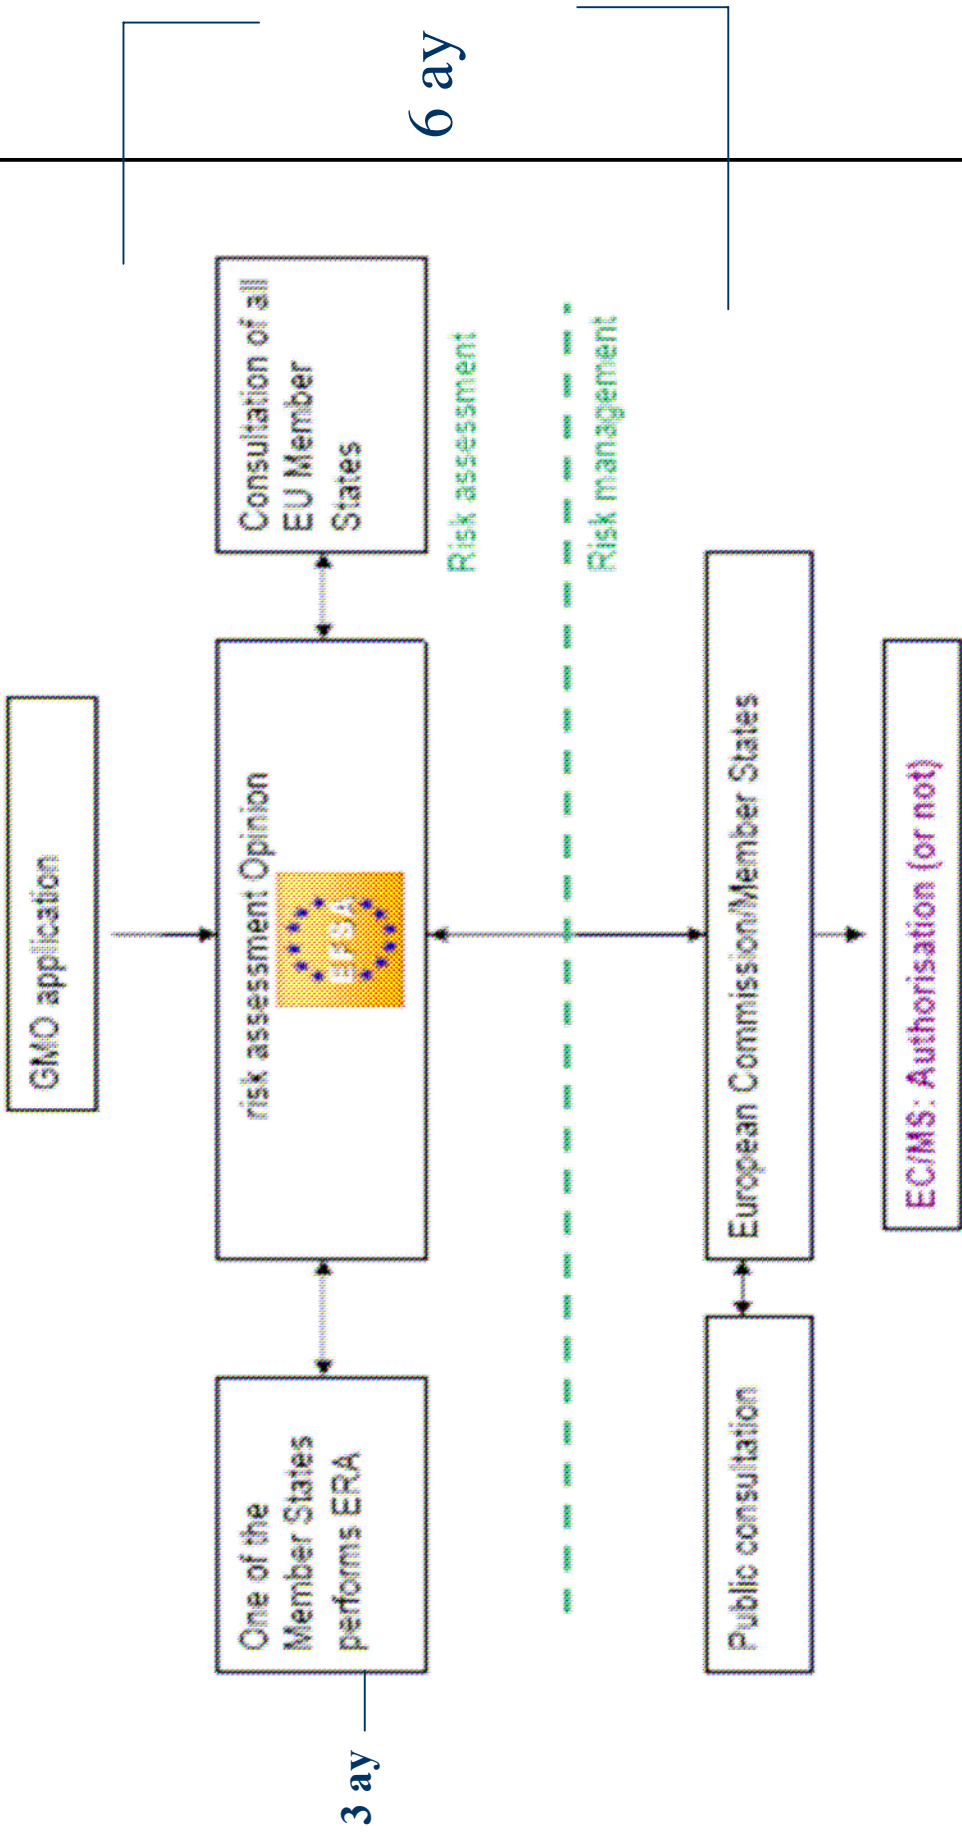 GMO application
One of the
Member States
performs ERA
risk assessment Opinion
EFSA
Consultation of all
EU Member
States
3 ay
6 ay
Risk assessment
Risk management
Public consultation
European Commission/Member States
EC/MS: Authorisation (or not)